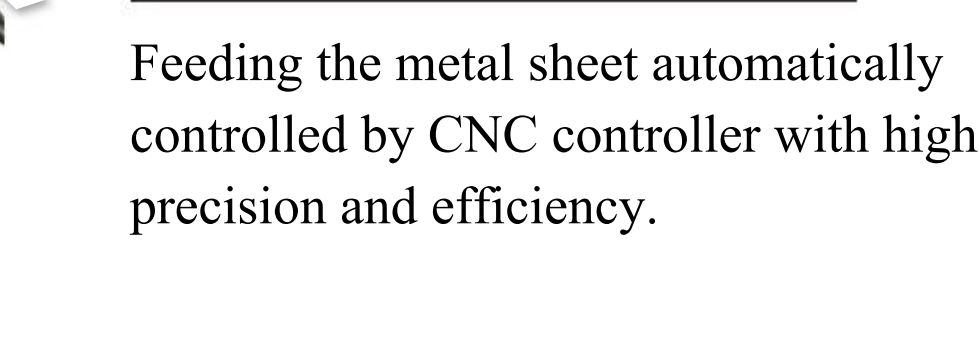 Feeding the metal sheet automatically
controlled by CNC controller with high
precision and efficiency.